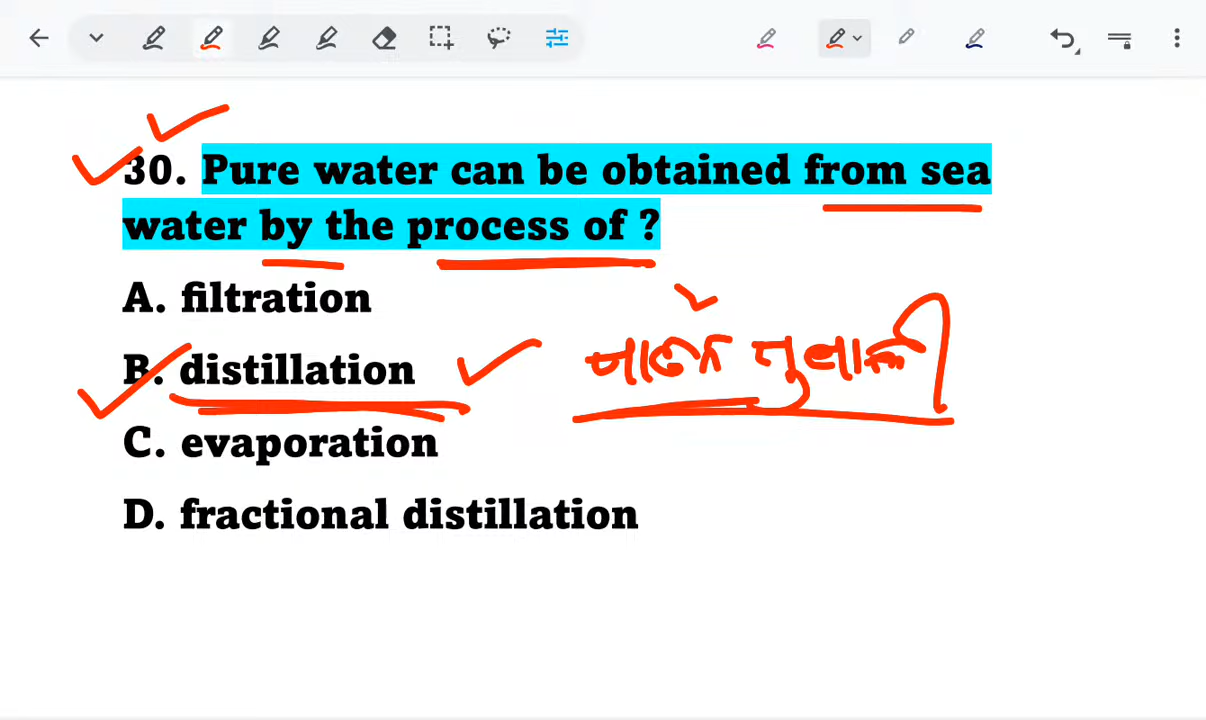 30. Pure water can be obtained from sea
water by the process of ?
A. filtration
B. distillation
C. evaporation
D. fractional distillation